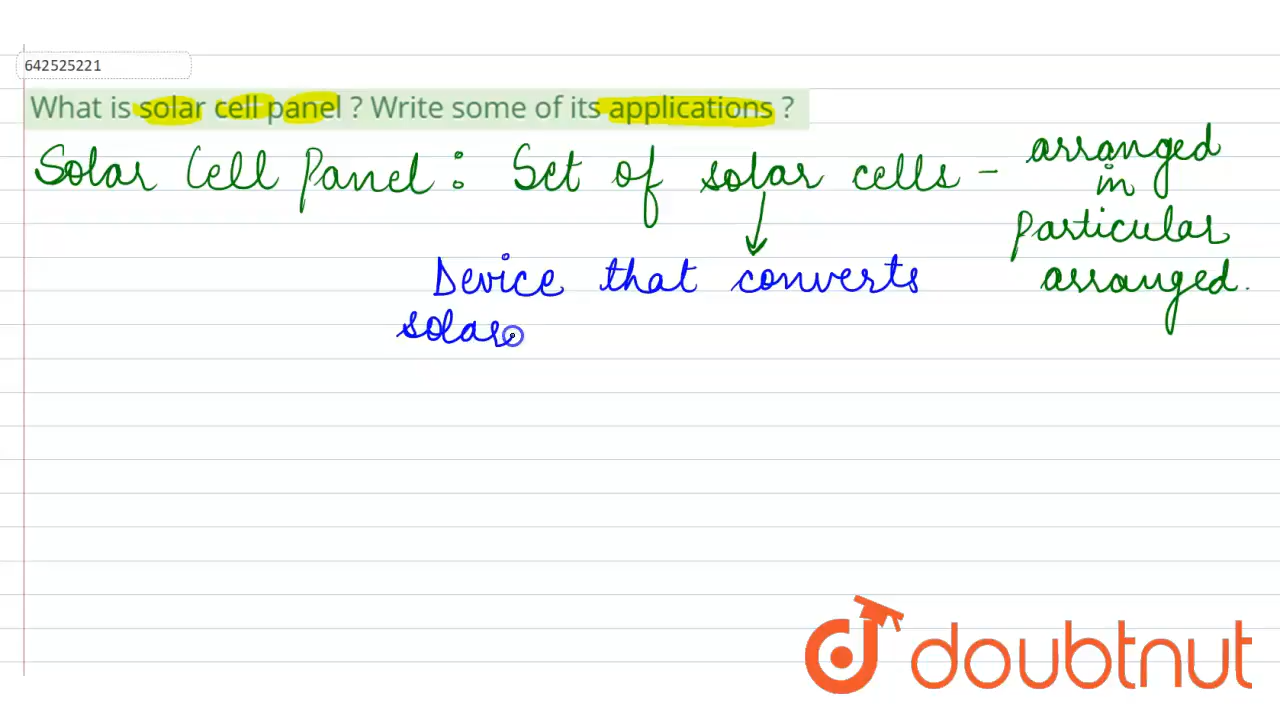 642525221
What is solar cell panel ? Write some of its applications ?
Solar Cell Panel : Set of solar cells - arranged
in
particular
arranged.
Device that converts
solar
doubtnut